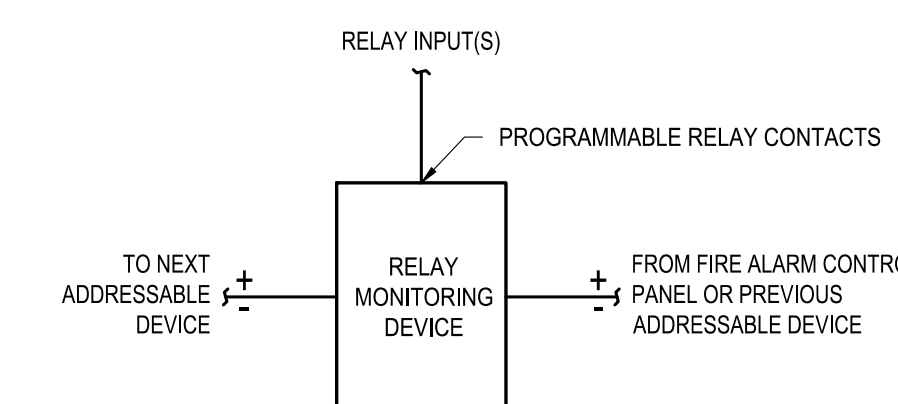 RELAY INPUT(S)
PROGRAMMABLE RELAY CONTACTS
TO NEXT
ADDRESSABLE
DEVICE
+
-
RELAY
MONITORING
DEVICE
+
-
FROM FIRE ALARM CONTRO
PANEL OR PREVIOUS
ADDRESSABLE DEVICE